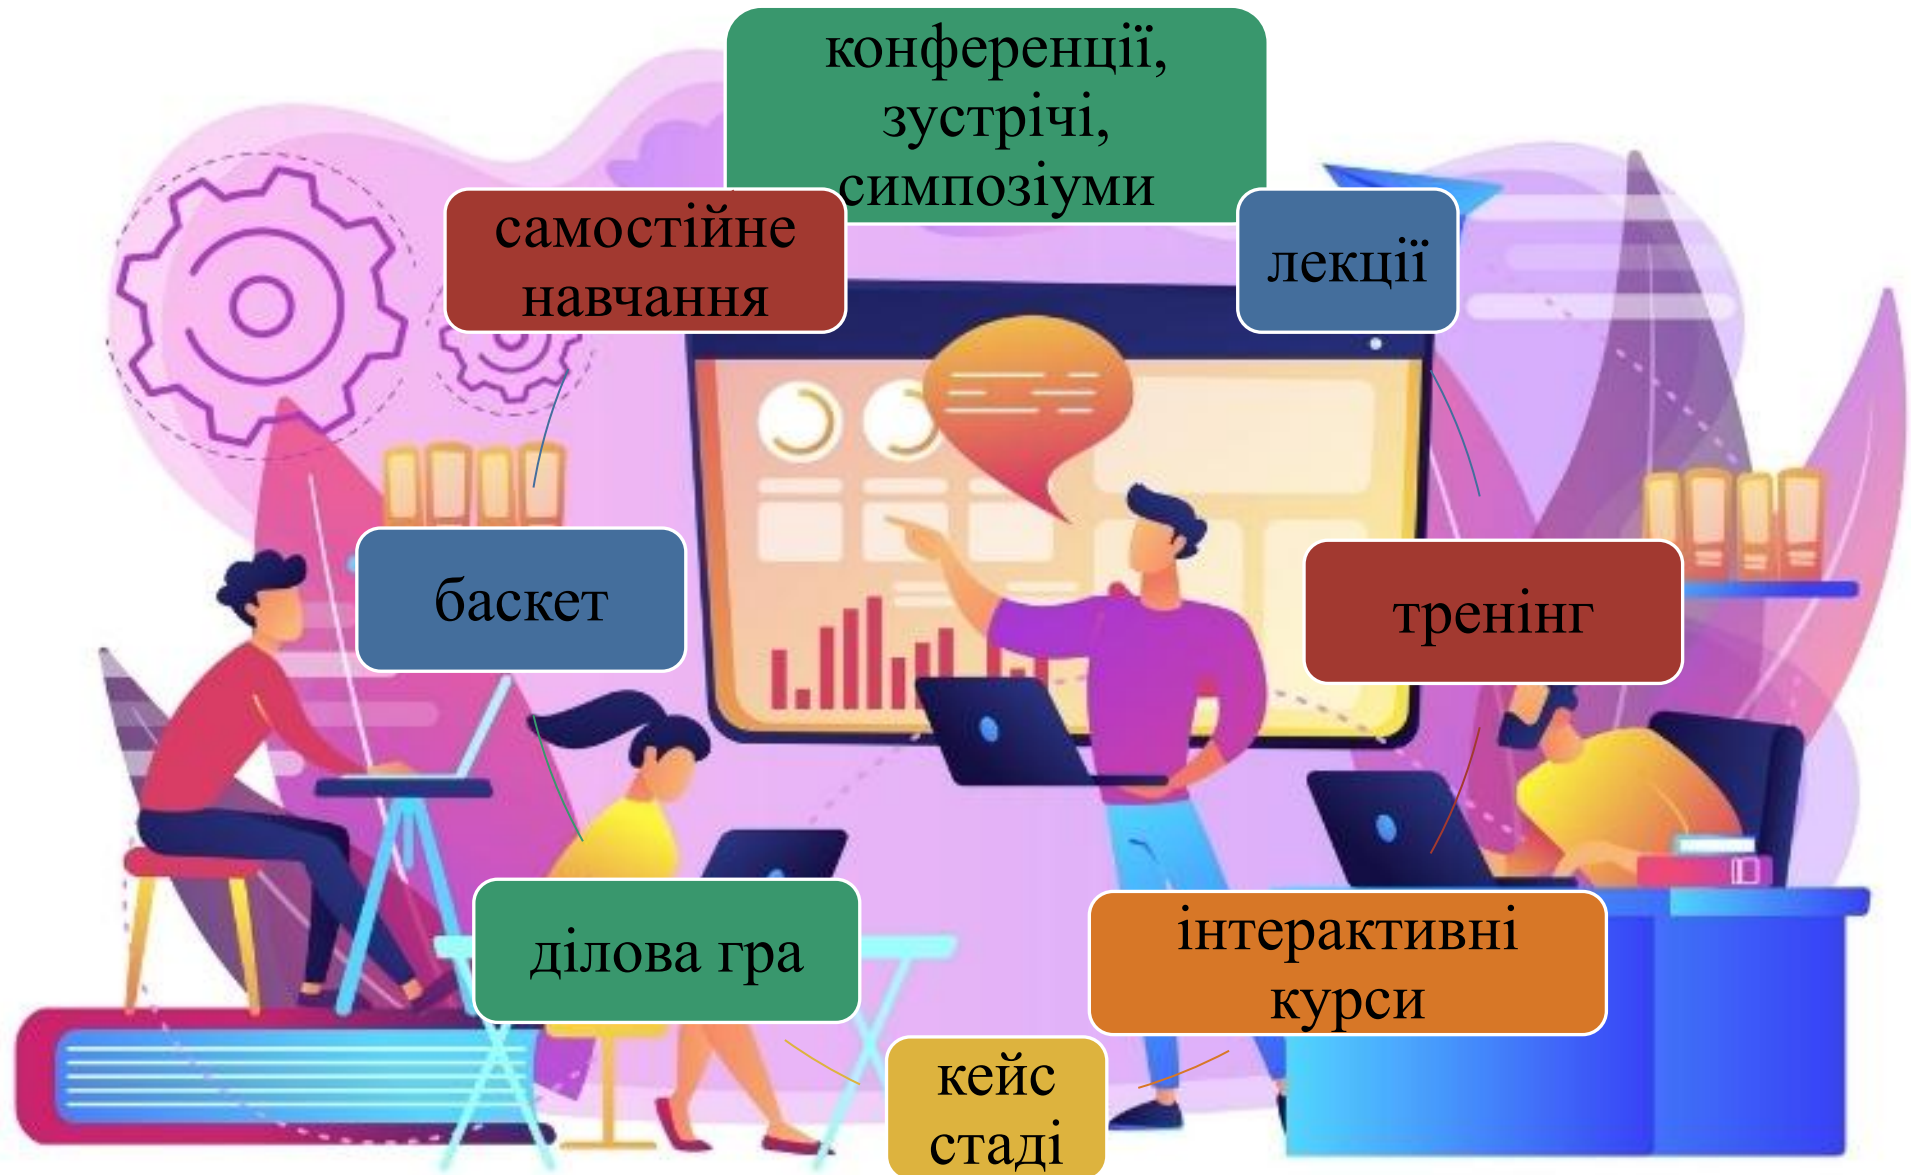 конференції,
зустрічі,
симпозіуми
лекції
тренінг
інтерактивні
курси
кейс
стаді
ділова гра
баскет
самостійне
навчання